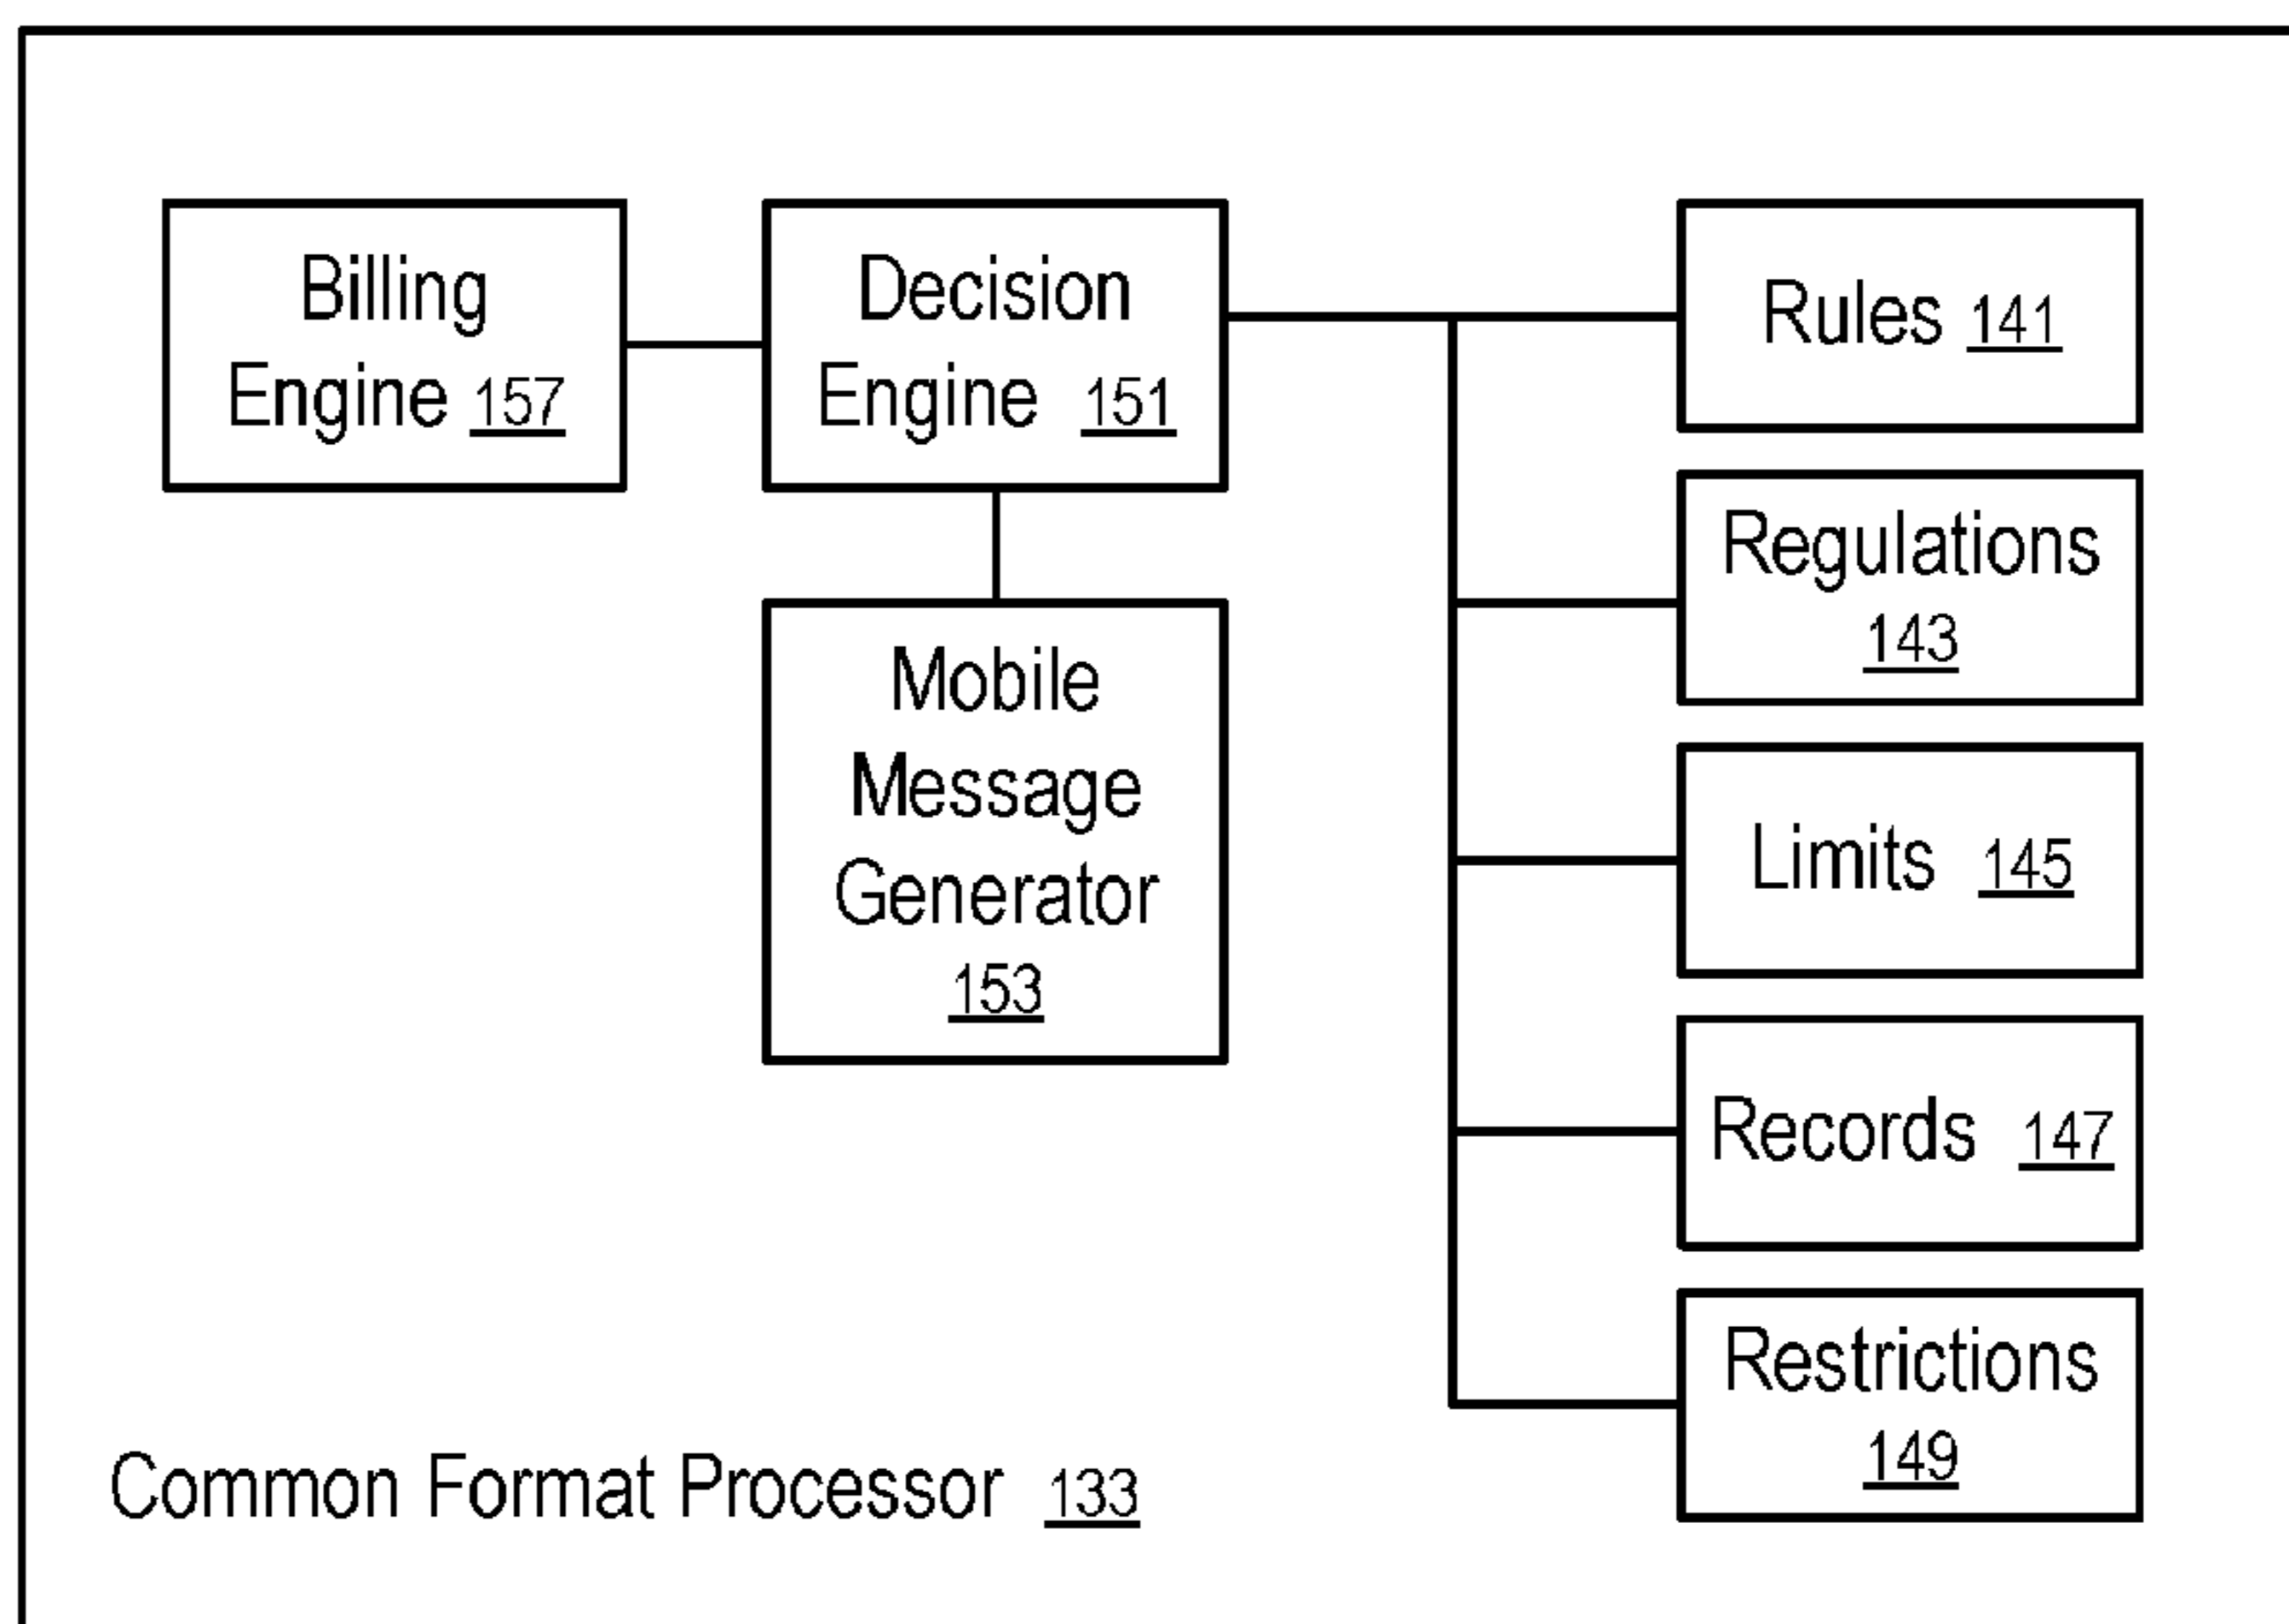 Billing
Engine 157
Decision
Engine 151
Mobile
Message
Generator
153
Rules 141
Regulations
143
Limits 145
Records 147
Restrictions
149
Common Format Processor 133